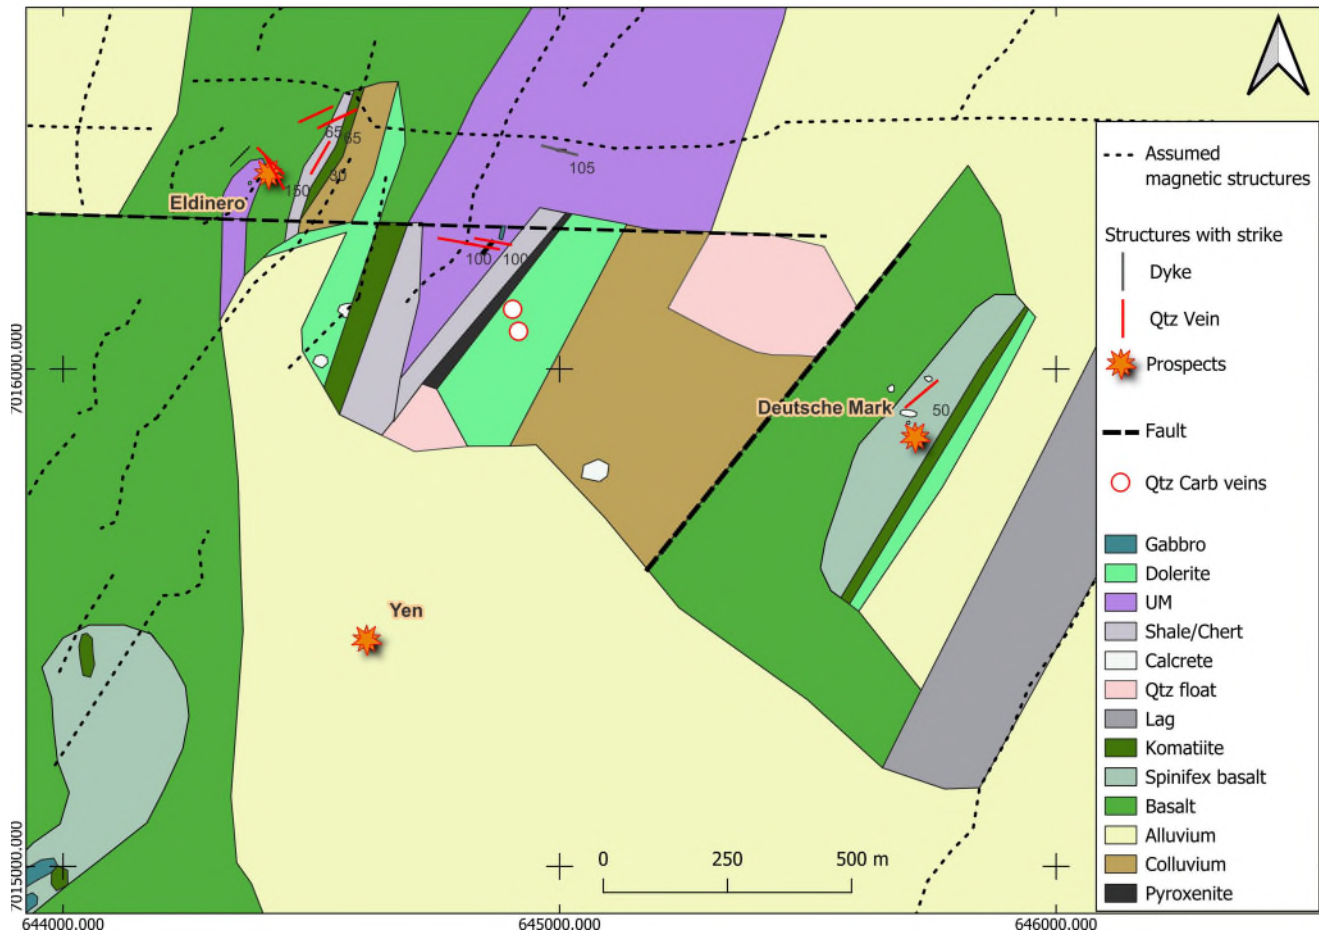 65
65
30
150
Eldinero
105
100
100
Deutsche Mark
50
Yen
7016000.000
7015000.000
644000.000
645000.000
646000.000
0
250
500 m
Assumed
magnetic structures
Structures with strike
Dyke
Qtz Vein
Prospects
Fault
Qtz Carb veins
Gabbro
Dolerite
UM
Shale/Chert
Calcrete
Qtz float
Lag
Komatiite
Spinifex basalt
Basalt
Alluvium
Colluvium
Pyroxenite